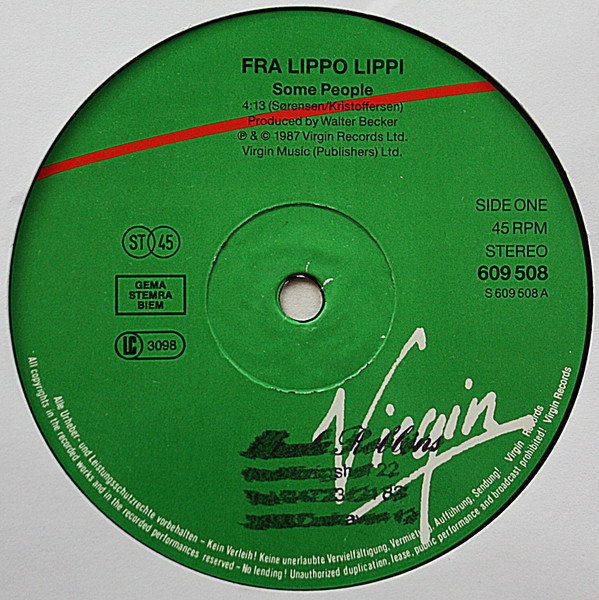 FRA LIPPO LIPPI
Some People
4:13 (Sørensen/Kristoffersen)
Produced by Walter Becker
℗ & © 1987 Virgin Records Ltd.
Virgin Music (Publishers) Ltd.
SIDE ONE
45 RPM
STEREO
609 508
S 609 508 A
ST 45
GEMA
STEMRA
BIEM
LC 3098
Virgin
Robbins
22
Alle Urheber- und Leistungsschutzrechte vorbehalten – Kein Verleih! Keine unerlaubte Vervielfältigung, Vermietung, Aufführung, Sendung! Virgin Records
All copyrights in the recorded works and in the recorded performances reserved – No lending! Unauthorized duplication, lease, public performance and broadcast prohibited! Virgin Records